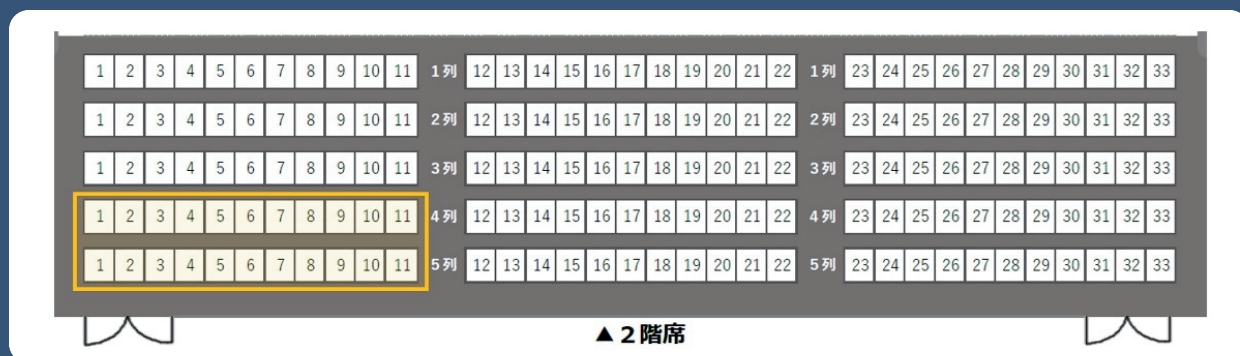 1 2 3 4 5 6 7 8 9 10 11 1列 12 13 14 15 16 17 18 19 20 21 22 1列 23 24 25 26 27 28 29 30 31 32 33
1 2 3 4 5 6 7 8 9 10 11 2列 12 13 14 15 16 17 18 19 20 21 22 2列 23 24 25 26 27 28 29 30 31 32 33
1 2 3 4 5 6 7 8 9 10 11 3列 12 13 14 15 16 17 18 19 20 21 22 3列 23 24 25 26 27 28 29 30 31 32 33
1 2 3 4 5 6 7 8 9 10 11 4列 12 13 14 15 16 17 18 19 20 21 22 4列 23 24 25 26 27 28 29 30 31 32 33
1 2 3 4 5 6 7 8 9 10 11 5列 12 13 14 15 16 17 18 19 20 21 22 5列 23 24 25 26 27 28 29 30 31 32 33
▲2階席